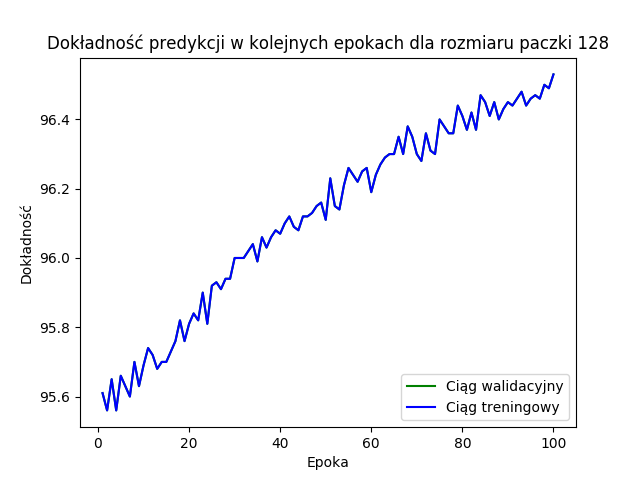 Dokładność predykcji w kolejnych epokach dla rozmiaru paczki 128
96.4
96.2
96.0
95.8
95.6
Dokładność
0 20 40 60 80 100
Epoka
Ciąg walidacyjny
Ciąg treningowy